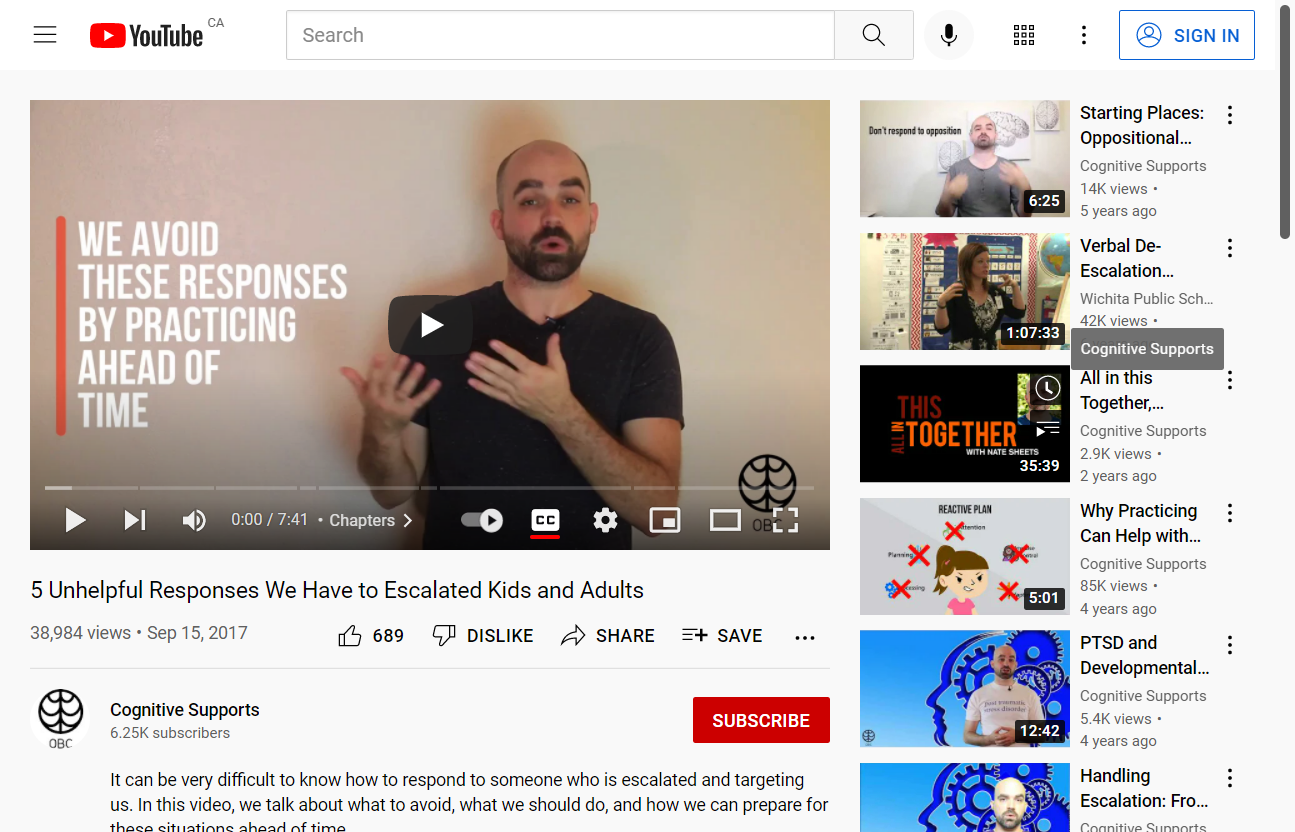 YouTube CA
Search
SIGN IN
WE AVOID
THESE RESPONSES
BY PRACTICING
AHEAD OF
TIME
OBC
0:00 / 7:41 • Chapters
CC
5 Unhelpful Responses We Have to Escalated Kids and Adults
38,984 views • Sep 15, 2017
689
DISLIKE
SHARE
SAVE
OBC
Cognitive Supports
6.25K subscribers
SUBSCRIBE
It can be very difficult to know how to respond to someone who is escalated and targeting
us. In this video, we talk about what to avoid, what we should do, and how we can prepare for
these situations ahead of time.
Don't respond to opposition
6:25
Starting Places:
Oppositional...
Cognitive Supports
14K views •
5 years ago
1:07:33
Verbal De-
Escalation...
Wichita Public Sch...
42K views •
Cognitive Supports
THIS
ALL IN TOGETHER
WITH NATE SHEETS
35:39
All in this
Together,...
Cognitive Supports
2.9K views •
2 years ago
REACTIVE PLAN
5:01
Why Practicing
Can Help with...
Cognitive Supports
85K views •
4 years ago
Post traumatic
stress disorder
12:42
PTSD and
Developmental...
Cognitive Supports
5.4K views •
4 years ago
Handling
Escalation: Fro...
Cognitive Supports